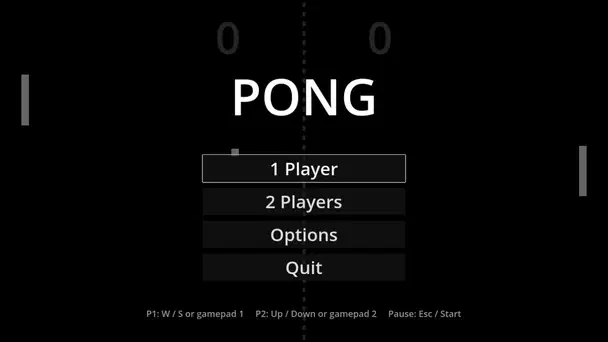 0 0
PONG
1 Player
2 Players
Options
Quit
P1: W / S or gamepad 1 P2: Up / Down or gamepad 2 Pause: Esc / Start